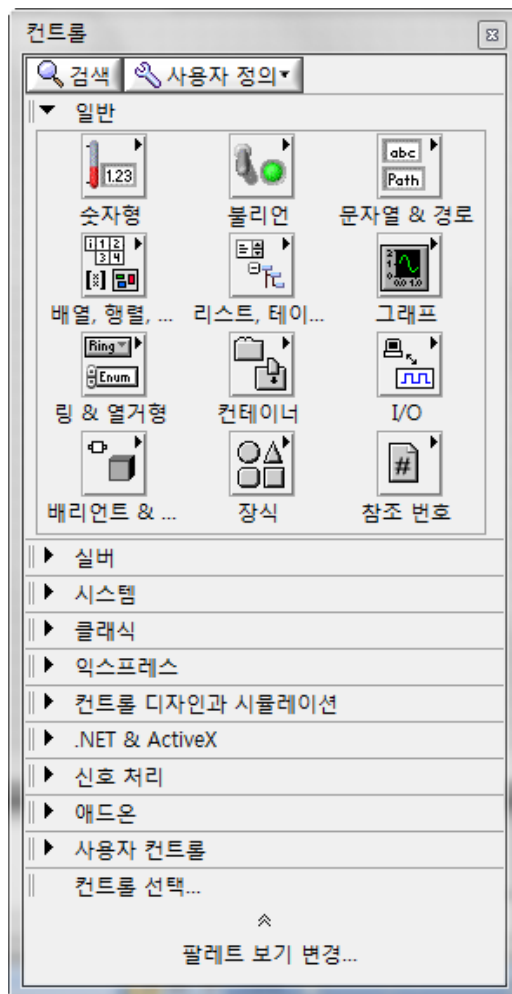 컨트롤
검색 사용자 정의
일반
1.23 abc Path
숫자형 불리언 문자열 & 경로
1 2 3 4
배열, 행렬, ... 리스트, 테이... 그래프
Ring Enum
링 & 열거형 컨테이너 I/O
#
배리언트 & ... 장식 참조 번호
실버
시스템
클래식
익스프레스
컨트롤 디자인과 시뮬레이션
.NET & ActiveX
신호 처리
애드온
사용자 컨트롤
컨트롤 선택...
팔레트 보기 변경...